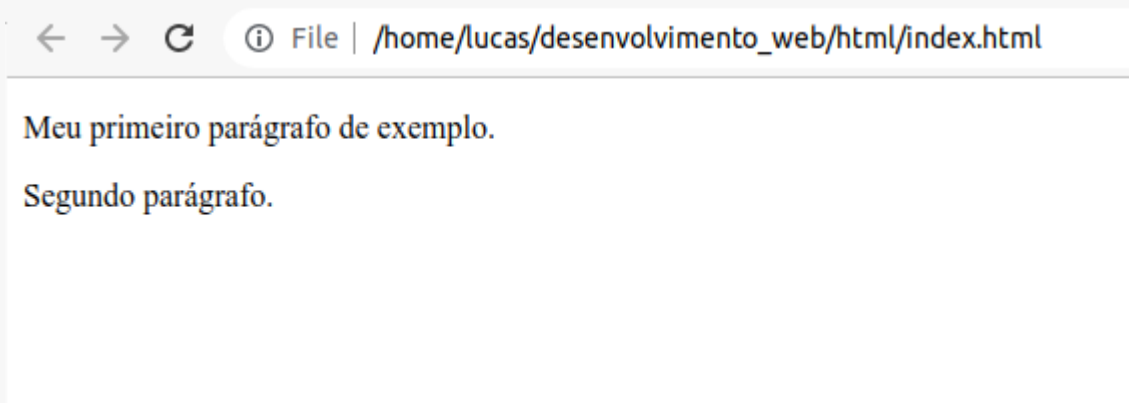 File | /home/lucas/desenvolvimento_web/html/index.html
Meu primeiro parágrafo de exemplo.
Segundo parágrafo.